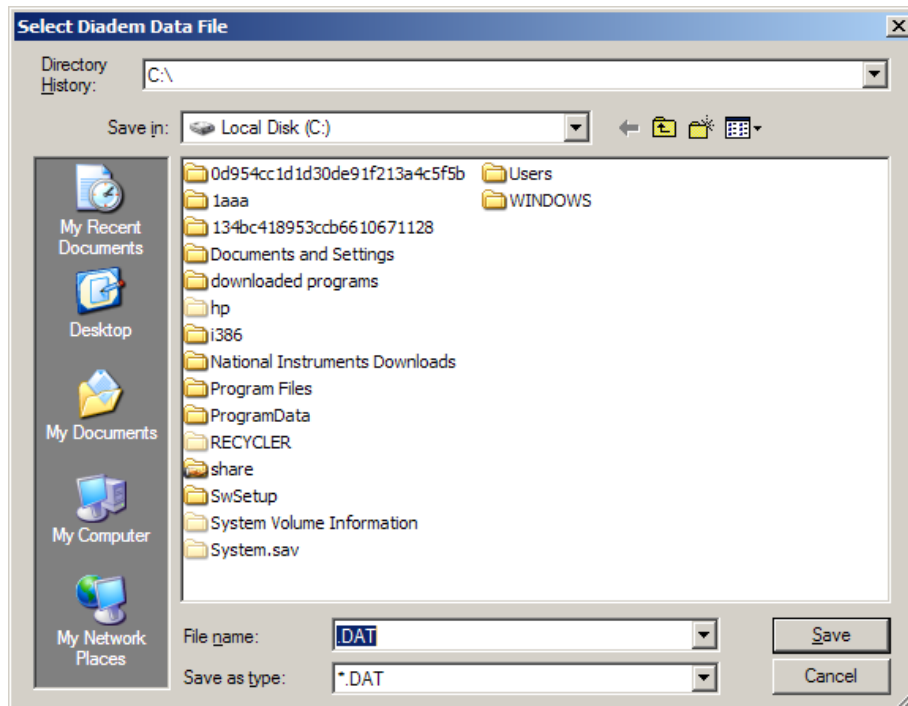 Select Diadem Data File
Directory
History:
C:\
Save in:
Local Disk (C:)
My Recent
Documents
Desktop
My Documents
My Computer
My Network
Places
0d954cc1d1d30de91f213a4c5f5b
1aaa
134bc418953ccb6610671128
Documents and Settings
downloaded programs
hp
i386
National Instruments Downloads
Program Files
ProgramData
RECYCLER
share
SwSetup
System Volume Information
System.sav
Users
WINDOWS
File name:
.DAT
Save
Save as type:
*.DAT
Cancel